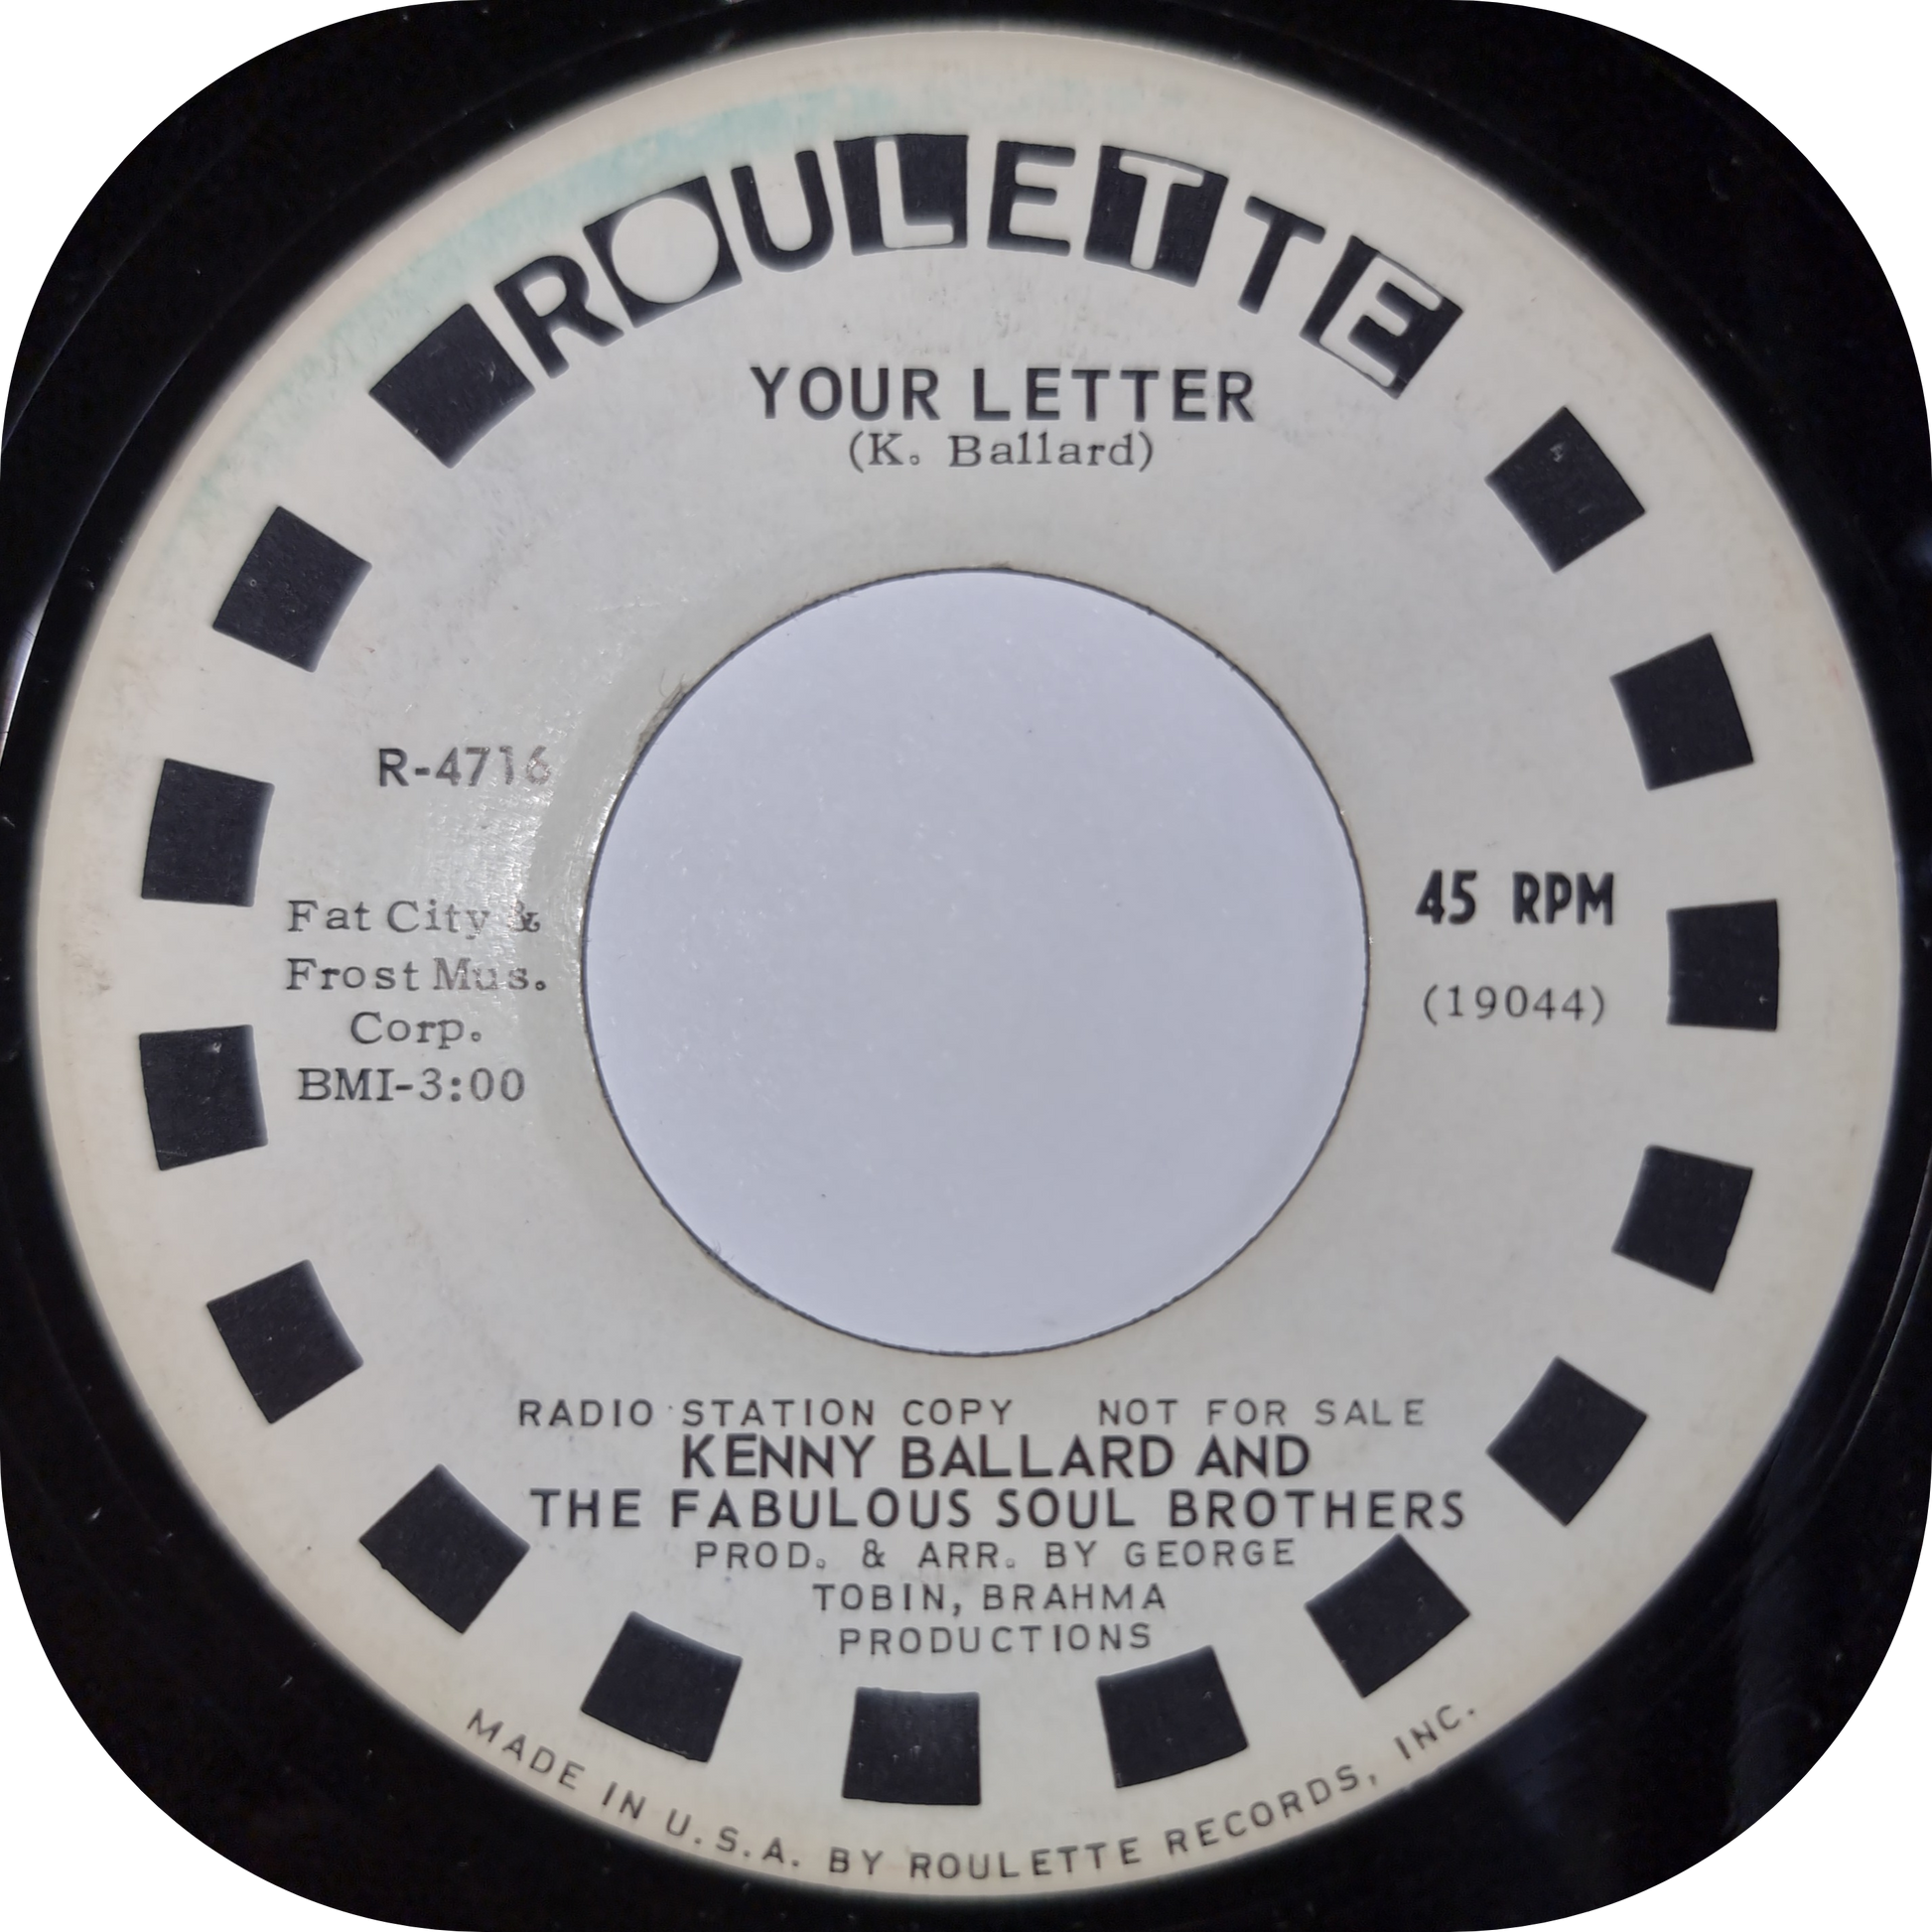 ROULETTE
YOUR LETTER
(K. Ballard)
R-4716
Fat City &
Frost Mus.
Corp.
BMI-3:00
45 RPM
(19044)
RADIO STATION COPY NOT FOR SALE
KENNY BALLARD AND
THE FABULOUS SOUL BROTHERS
PROD. & ARR. BY GEORGE
TOBIN, BRAHMA
PRODUCTIONS
MADE IN U.S.A. BY ROULETTE RECORDS, INC.